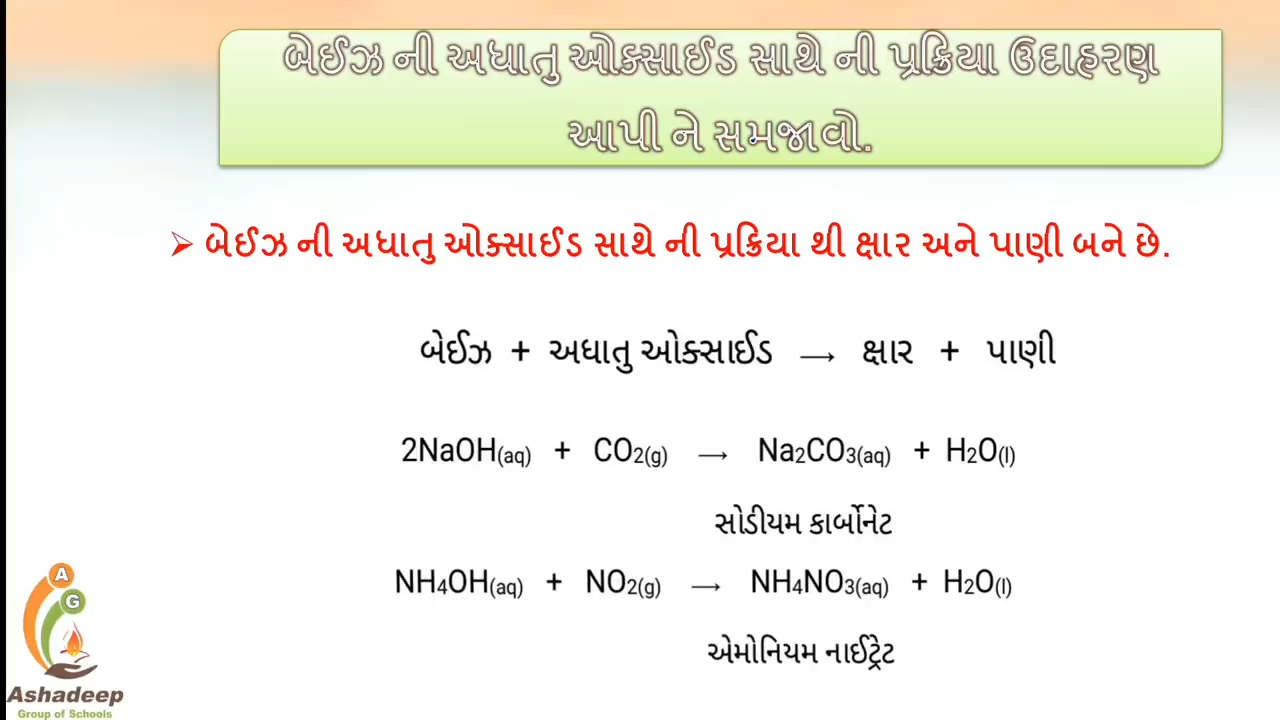 બેઈઝ ની અધાતુ ઓક્સાઈડ સાથે ની પ્રક્રિયા ઉદાહરણ
આપી ને સમજાવો.
➢ બેઈઝ ની અધાતુ ઓક્સાઈડ સાથે ની પ્રક્રિયા થી ક્ષાર અને પાણી બને છે.
બેઈઝ + અધાતુ ઓક્સાઈડ ⟶ ક્ષાર + પાણી
2NaOH(aq) + CO2(g) ⟶ Na2CO3(aq) + H2O(l)
સોડીયમ કાર્બોનેટ
NH4OH(aq) + NO2(g) ⟶ NH4NO3(aq) + H2O(l)
એમોનિયમ નાઈટ્રેટ
A
G
Ashadeep
Group of Schools